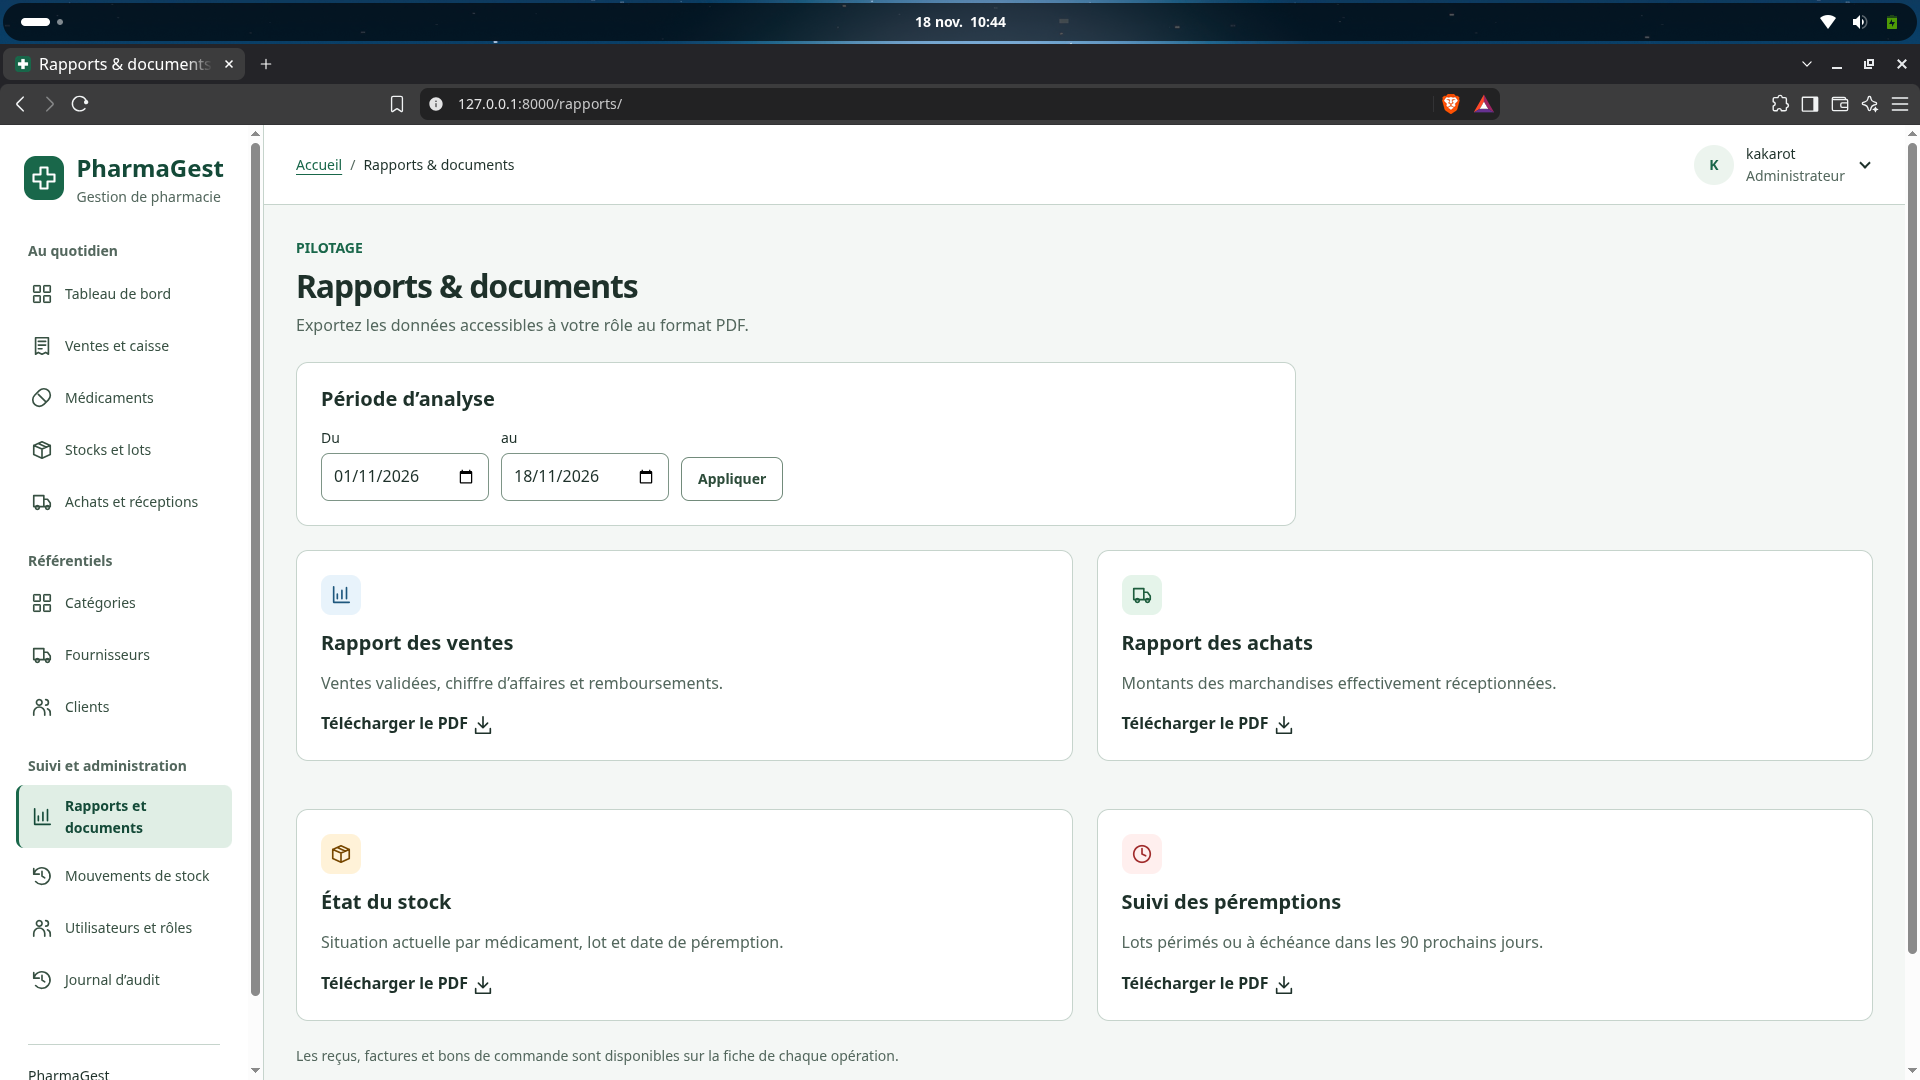 18 nov. 10:44
Rapports & documents
127.0.0.1:8000/rapports/
PharmaGest
Gestion de pharmacie
Au quotidien
Tableau de bord
Ventes et caisse
Médicaments
Stocks et lots
Achats et réceptions
Référentiels
Catégories
Fournisseurs
Clients
Suivi et administration
Rapports et
documents
Mouvements de stock
Utilisateurs et rôles
Journal d’audit
PharmaGest
Accueil / Rapports & documents
K
kakarot
Administrateur
PILOTAGE
Rapports & documents
Exportez les données accessibles à votre rôle au format PDF.
Période d’analyse
Du au
01/11/2026 18/11/2026 Appliquer
Rapport des ventes
Ventes validées, chiffre d’affaires et remboursements.
Télécharger le PDF
Rapport des achats
Montants des marchandises effectivement réceptionnées.
Télécharger le PDF
État du stock
Situation actuelle par médicament, lot et date de péremption.
Télécharger le PDF
Suivi des péremptions
Lots périmés ou à échéance dans les 90 prochains jours.
Télécharger le PDF
Les reçus, factures et bons de commande sont disponibles sur la fiche de chaque opération.